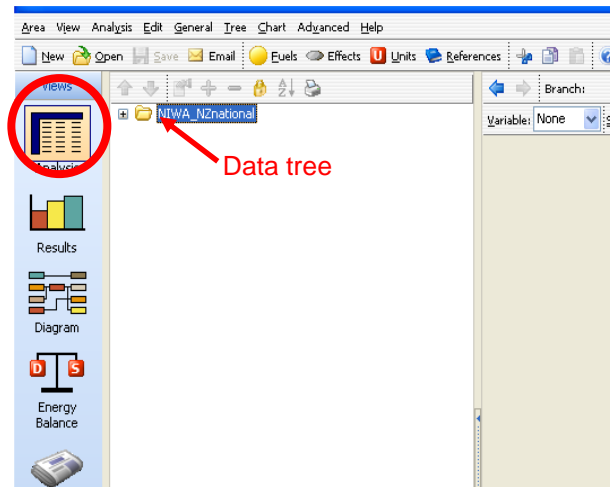 Area View Analysis Edit General Tree Chart Advanced Help
New Open Save Email Fuels Effects U Units References
Views
Branch:
NIWA_NZnational
Variable: None
Analysis
Data tree
Results
Diagram
D S
Energy
Balance